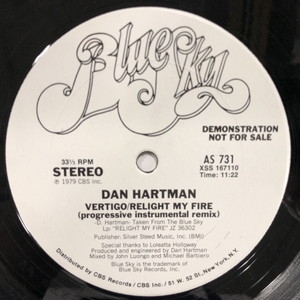 Blue Sky
DEMONSTRATION
NOT FOR SALE
33⅓ RPM
STEREO
℗ 1979 CBS Inc.
AS 731
XSS 167110
Time: 11:22
DAN HARTMAN
VERTIGO/RELIGHT MY FIRE
(progressive instrumental remix)
-D. Hartman- Taken From The Blue Sky
Lp: "RELIGHT MY FIRE" JZ 36302
Publisher: Silver Steed Music, Inc. (BMI)
Special thanks to Loleatta Holloway
Produced and Engineered by Dan Hartman
Mixed by John Luongo and Michael Barbiero
Blue Sky is the trademark of
Blue Sky Records, Inc.
Distributed by CBS Records / CBS Inc. / 51 W. 52 Street, New York, N.Y.